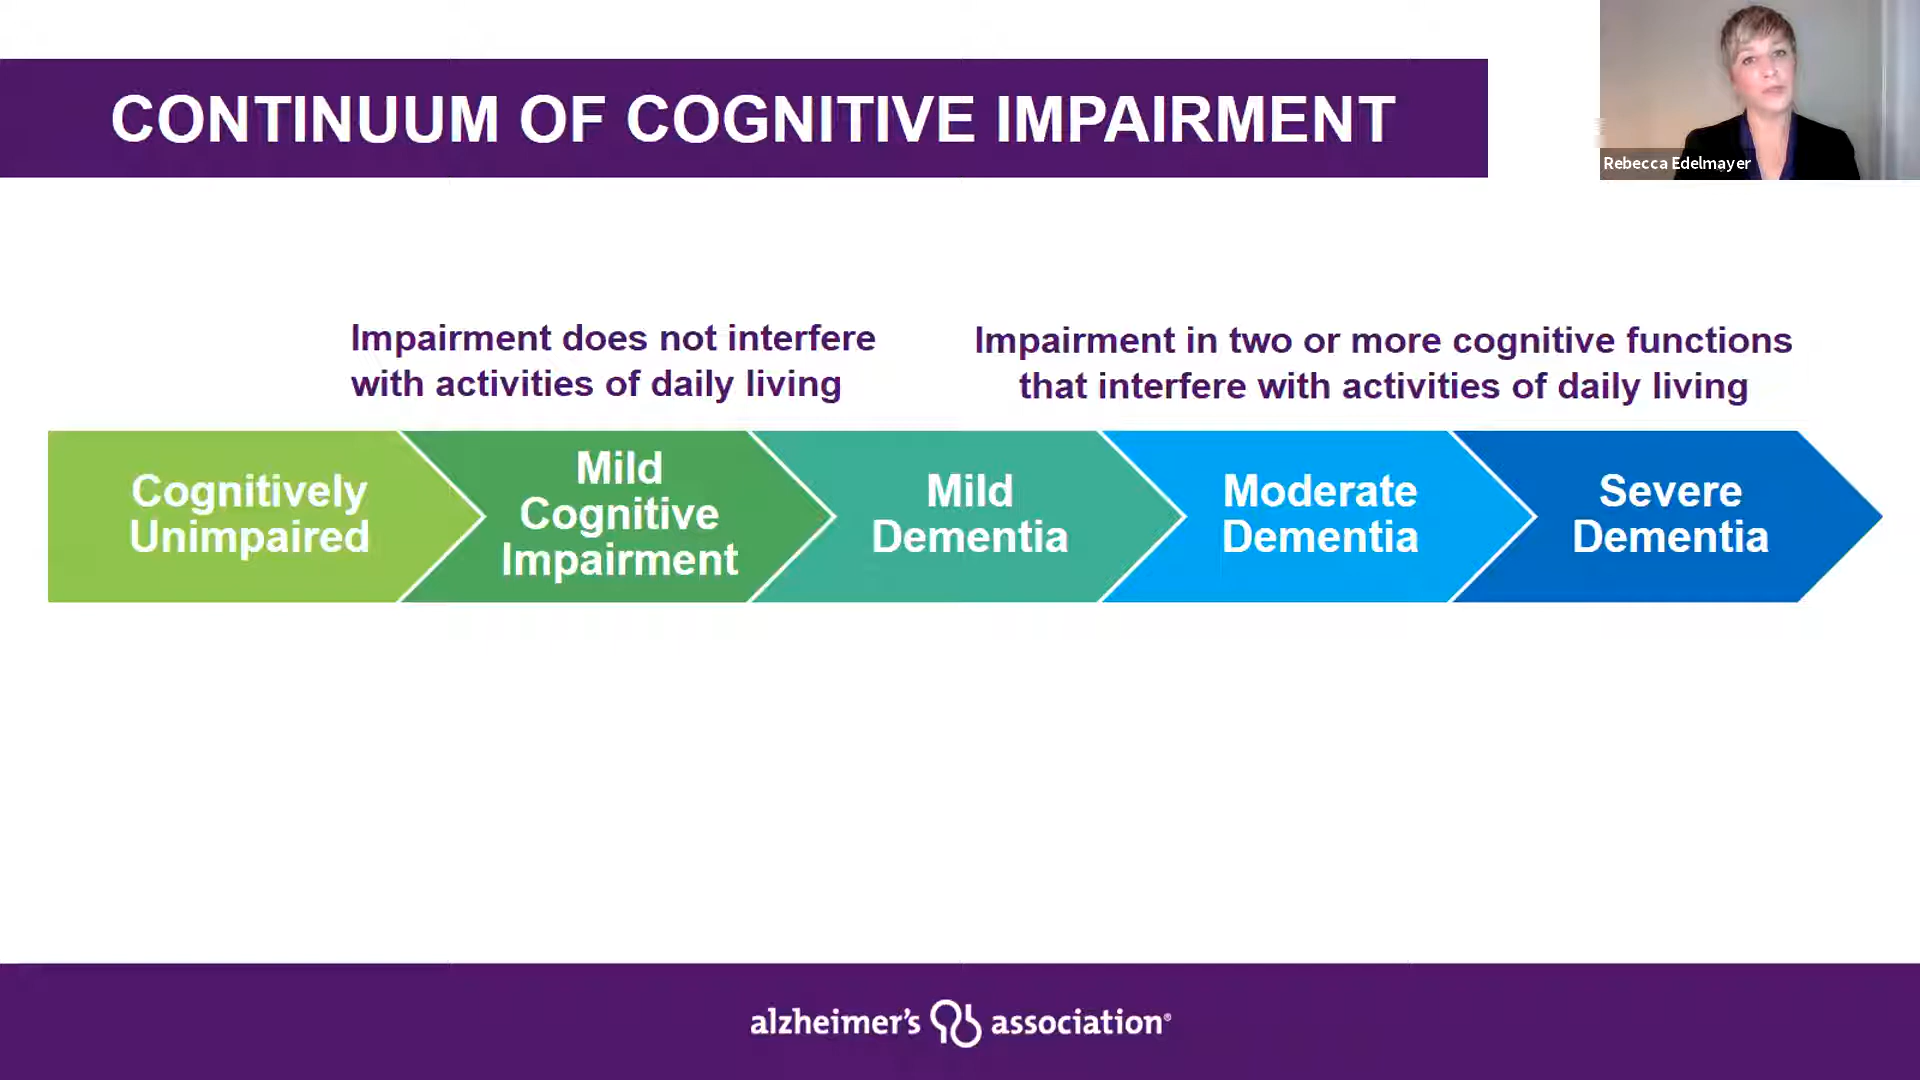 CONTINUUM OF COGNITIVE IMPAIRMENT
Rebecca Edelmayer
Impairment does not interfere
with activities of daily living
Impairment in two or more cognitive functions
that interfere with activities of daily living
Cognitively
Unimpaired
Mild
Cognitive
Impairment
Mild
Dementia
Moderate
Dementia
Severe
Dementia
alzheimer's association®